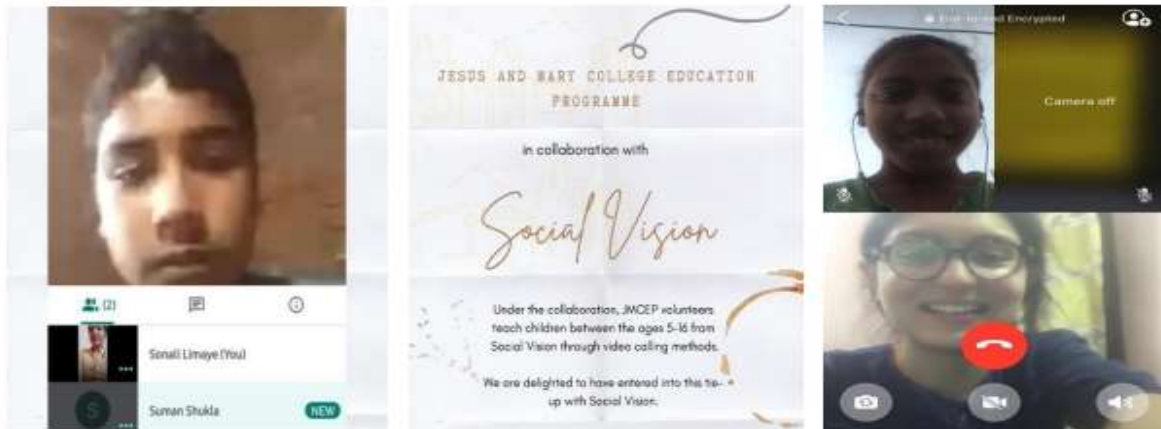 (2)
Sonali Limaye (You)
S
Suman Shukla
NEW
JESUS AND MARY COLLEGE EDUCATION
PROGRAMME
in collaboration with
Social Vision
Under the collaboration, JMCEP volunteers
teach children between the ages 5-16 from
Social Vision through video calling methods.
We are delighted to have entered into this tie-
up with Social Vision.
End-to-end Encrypted
Camera off